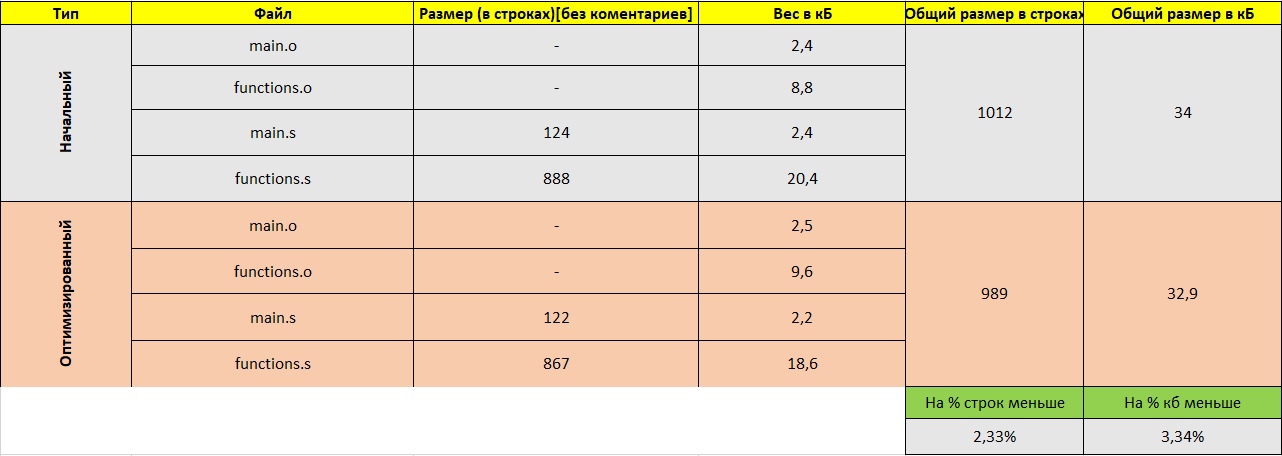 Тип Файл Размер (в строках)[без коментариев] Вес в кБ Общий размер в строках Общий размер в кБ
Начальный
main.o - 2,4
functions.o - 8,8
main.s 124 2,4
functions.s 888 20,4
1012 34
Оптимизированный
main.o - 2,5
functions.o - 9,6
main.s 122 2,2
functions.s 867 18,6
989 32,9
На % строк меньше На % кб меньше
2,33% 3,34%